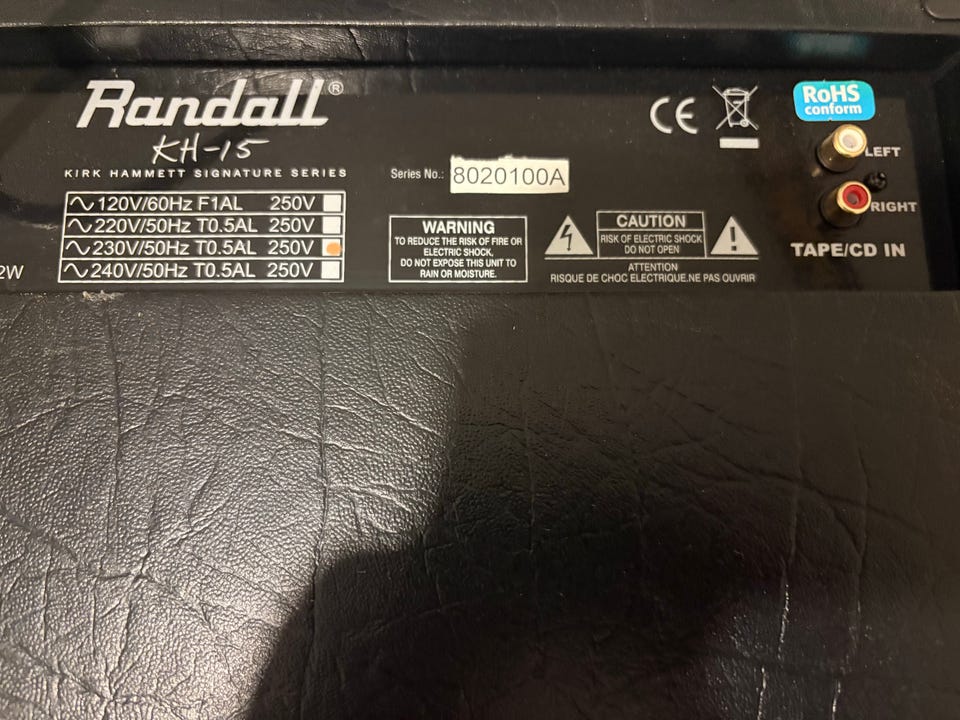 Randall®
KH-15
KIRK HAMMETT SIGNATURE SERIES
120V/60Hz F1AL 250V
220V/50Hz T0.5AL 250V
230V/50Hz T0.5AL 250V
240V/50Hz T0.5AL 250V
2W
Series No.: 8020100A
WARNING
TO REDUCE THE RISK OF FIRE OR
ELECTRIC SHOCK,
DO NOT EXPOSE THIS UNIT TO
RAIN OR MOISTURE.
CAUTION
RISK OF ELECTRIC SHOCK
DO NOT OPEN
ATTENTION
RISQUE DE CHOC ELECTRIQUE.NE PAS OUVRIR
CE
RoHS
conform
LEFT
RIGHT
TAPE/CD IN